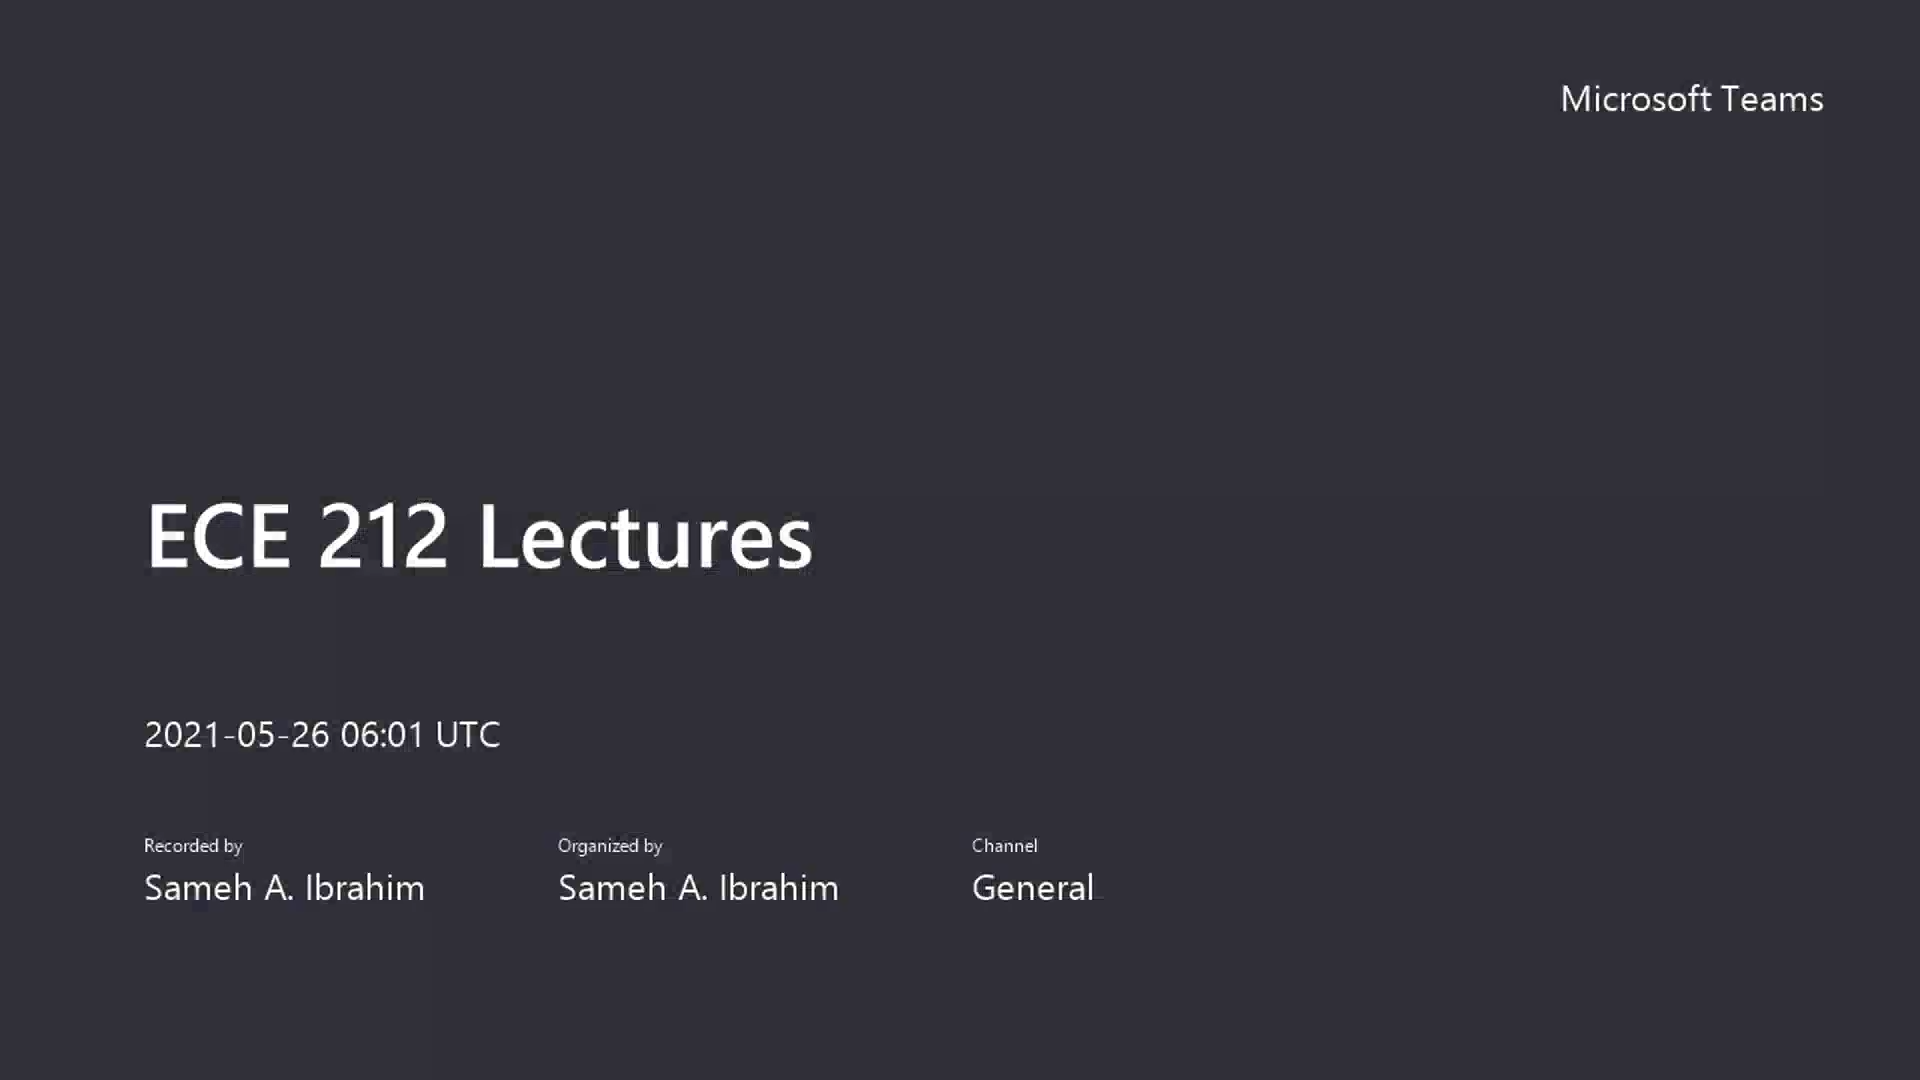 Microsoft Teams
ECE 212 Lectures
2021-05-26 06:01 UTC
Recorded by
Sameh A. Ibrahim
Organized by
Sameh A. Ibrahim
Channel
General